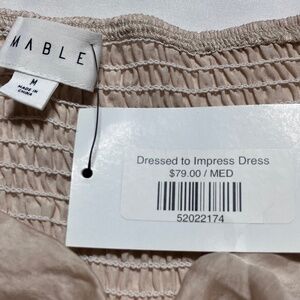 MABLE
M
MADE IN
CHINA
Dressed to Impress Dress
$79.00 / MED
52022174